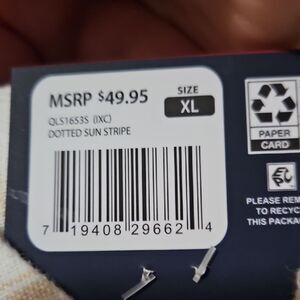 MSRP $49.95
SIZE
XL
QLS1653S (IXC)
DOTTED SUN STRIPE
7 19408 29662 4
PAPER
CARD
PLEASE REM
TO RECYC
THIS PACKA